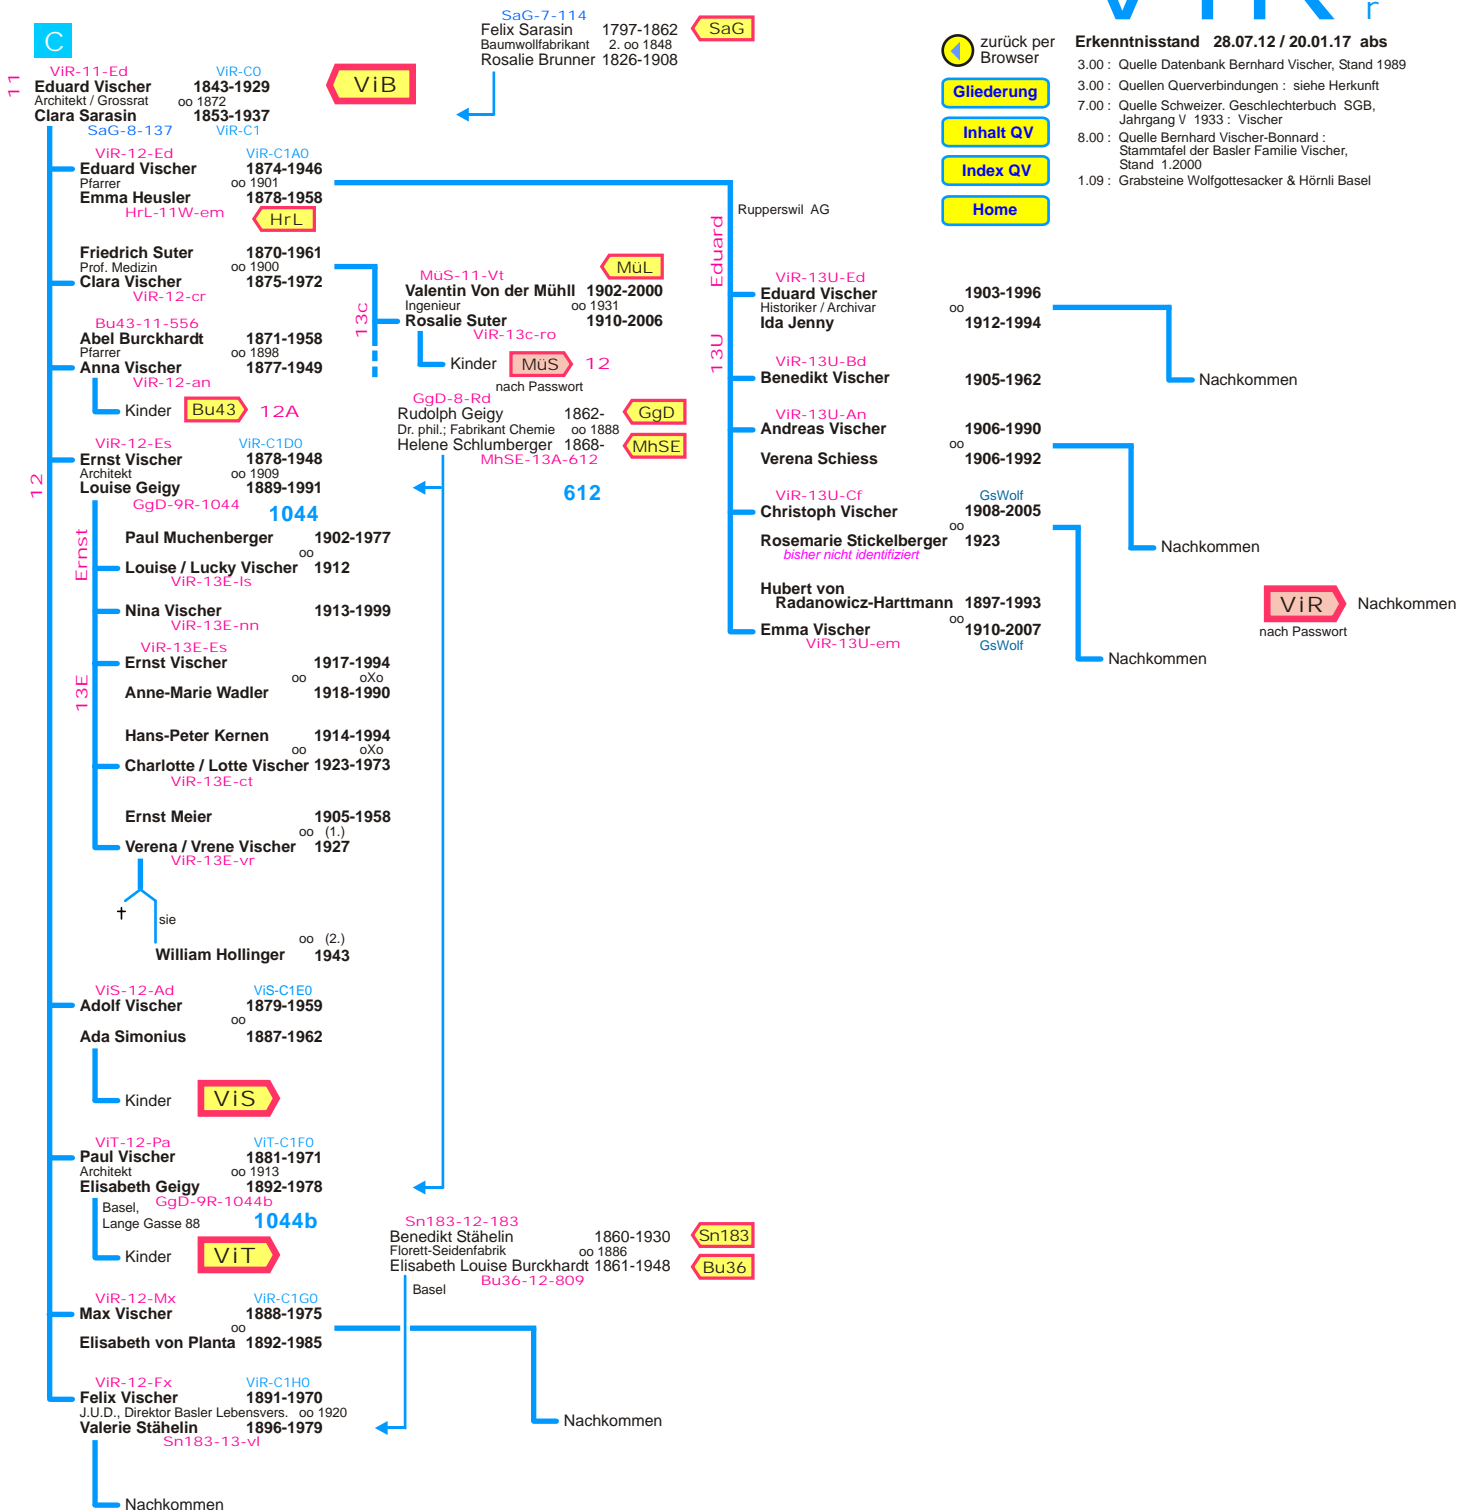 ViR
r
C
11
ViR-11-Ed ViR-C0
Eduard Vischer 1843-1929
Architekt / Grossrat oo 1872
Clara Sarasin 1853-1937
SaG-8-137 ViR-C1
ViB
SaG-7-114
Felix Sarasin 1797-1862
Baumwollfabrikant 2. oo 1848
Rosalie Brunner 1826-1908
SaG
zurück per
Browser
Gliederung
Inhalt QV
Index QV
Home
Erkenntnisstand 28.07.12 / 20.01.17 abs
3.00 : Quelle Datenbank Bernhard Vischer, Stand 1989
3.00 : Quellen Querverbindungen : siehe Herkunft
7.00 : Quelle Schweizer. Geschlechterbuch SGB,
Jahrgang V 1933 : Vischer
8.00 : Quelle Bernhard Vischer-Bonnard :
Stammtafel der Basler Familie Vischer,
Stand 1.2000
1.09 : Grabsteine Wolfgottesacker & Hörnli Basel
12
ViR-12-Ed ViR-C1A0
Eduard Vischer 1874-1946
Pfarrer oo 1901
Emma Heusler 1878-1958
HrL-11W-em
HrL
Friedrich Suter 1870-1961
Prof. Medizin oo 1900
Clara Vischer 1875-1972
ViR-12-cr
13c
MüS-11-Vt
MüL
Valentin Von der Mühll 1902-2000
Ingenieur oo 1931
Rosalie Suter 1910-2006
ViR-13c-ro
Kinder MüS 12
nach Passwort
Bu43-11-556
Abel Burckhardt 1871-1958
Pfarrer oo 1898
Anna Vischer 1877-1949
ViR-12-an
Kinder Bu43 12A
GgD-8-Rd
Rudolph Geigy 1862-
Dr. phil.; Fabrikant Chemie oo 1888
Helene Schlumberger 1868-
MhSE-13A-612
GgD
MhSE
612
ViR-12-Es ViR-C1D0
Ernst Vischer 1878-1948
Architekt oo 1909
Louise Geigy 1889-1991
GgD-9R-1044
1044
Ernst
13E
Paul Muchenberger 1902-1977
oo
Louise / Lucky Vischer 1912
ViR-13E-ls
Nina Vischer 1913-1999
ViR-13E-nn
ViR-13E-Es
Ernst Vischer 1917-1994
oo oXo
Anne-Marie Wadler 1918-1990
Hans-Peter Kernen 1914-1994
oo oXo
Charlotte / Lotte Vischer 1923-1973
ViR-13E-ct
Ernst Meier 1905-1958
oo (1.)
Verena / Vrene Vischer 1927
ViR-13E-vr
†
sie
oo (2.)
William Hollinger 1943
ViS-12-Ad ViS-C1E0
Adolf Vischer 1879-1959
oo
Ada Simonius 1887-1962
Kinder ViS
ViT-12-Pa ViT-C1F0
Paul Vischer 1881-1971
Architekt oo 1913
Elisabeth Geigy 1892-1978
GgD-9R-1044b
Basel,
Lange Gasse 88
1044b
Kinder ViT
Sn183-12-183
Benedikt Stähelin 1860-1930
Florett-Seidenfabrik oo 1886
Elisabeth Louise Burckhardt 1861-1948
Bu36-12-809
Sn183
Bu36
Basel
ViR-12-Mx ViR-C1G0
Max Vischer 1888-1975
oo
Elisabeth von Planta 1892-1985
Nachkommen
ViR-12-Fx ViR-C1H0
Felix Vischer 1891-1970
J.U.D., Direktor Basler Lebensvers. oo 1920
Valerie Stähelin 1896-1979
Sn183-13-vl
Nachkommen
Eduard
13U
Rupperswil AG
ViR-13U-Ed
Eduard Vischer 1903-1996
Historiker / Archivar oo
Ida Jenny 1912-1994
Nachkommen
ViR-13U-Bd
Benedikt Vischer 1905-1962
ViR-13U-An
Andreas Vischer 1906-1990
oo
Verena Schiess 1906-1992
Nachkommen
ViR-13U-Cf GsWolf
Christoph Vischer 1908-2005
oo
Rosemarie Stickelberger 1923
bisher nicht identifiziert
Nachkommen
Hubert von
Radanowicz-Harttmann 1897-1993
oo
Emma Vischer 1910-2007
ViR-13U-em GsWolf
ViR Nachkommen
nach Passwort